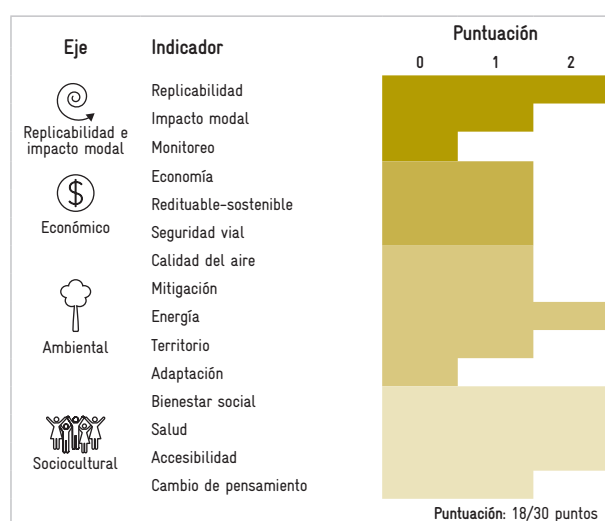 Eje
Indicador
Puntuación
0 1 2
Replicabilidad e
impacto modal
Replicabilidad
Impacto modal
Monitoreo
$
Económico
Economía
Redituable-sostenible
Seguridad vial
Ambiental
Calidad del aire
Mitigación
Energía
Territorio
Adaptación
Sociocultural
Bienestar social
Salud
Accesibilidad
Cambio de pensamiento
Puntuación: 18/30 puntos